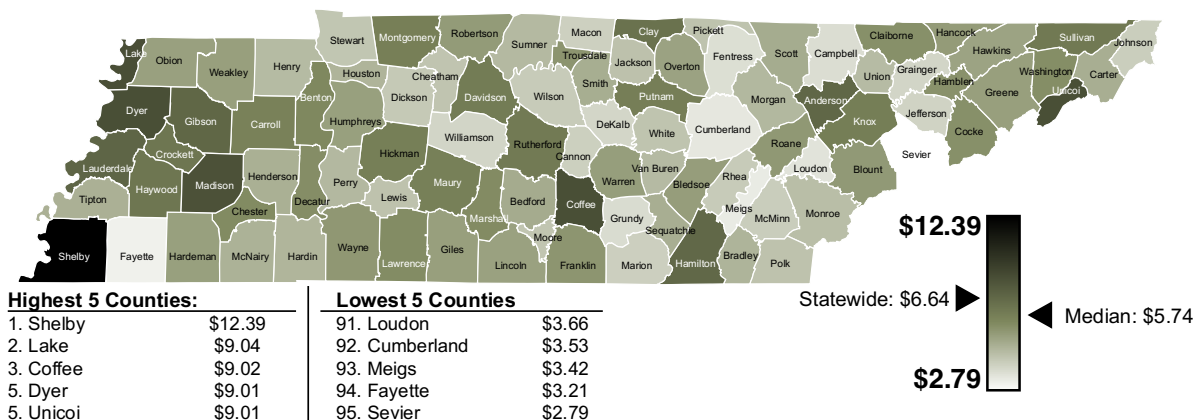 Stewart
Montgomery
Robertson
Sumner
Macon
Clay
Pickett
Scott
Campbell
Claiborne
Hancock
Hawkins
Sullivan
Johnson
Lake
Obion
Weakley
Henry
Houston
Cheatham
Trousdale
Smith
Jackson
Overton
Fentress
Union
Grainger
Hamblen
Washington
Carter
Greene
Unicoi
Benton
Dickson
Davidson
Wilson
Putnam
Morgan
Anderson
Dyer
Gibson
Carroll
Humphreys
Williamson
DeKalb
White
Cumberland
Knox
Jefferson
Cocke
Sevier
Crockett
Hickman
Rutherford
Cannon
Roane
Loudon
Blount
Lauderdale
Haywood
Madison
Henderson
Decatur
Perry
Lewis
Maury
Warren
Van Buren
Bledsoe
Rhea
Meigs
McMinn
Monroe
Tipton
Chester
Marshall
Bedford
Coffee
Grundy
Sequatchie
Moore
Shelby
Fayette
Hardeman
McNairy
Hardin
Wayne
Lawrence
Giles
Lincoln
Franklin
Marion
Hamilton
Bradley
Polk
$12.39
Statewide: $6.64
Median: $5.74
$2.79
Highest 5 Counties:
1. Shelby $12.39
2. Lake $9.04
3. Coffee $9.02
5. Dyer $9.01
5. Unicoi $9.01
Lowest 5 Counties
91. Loudon $3.66
92. Cumberland $3.53
93. Meigs $3.42
94. Fayette $3.21
95. Sevier $2.79